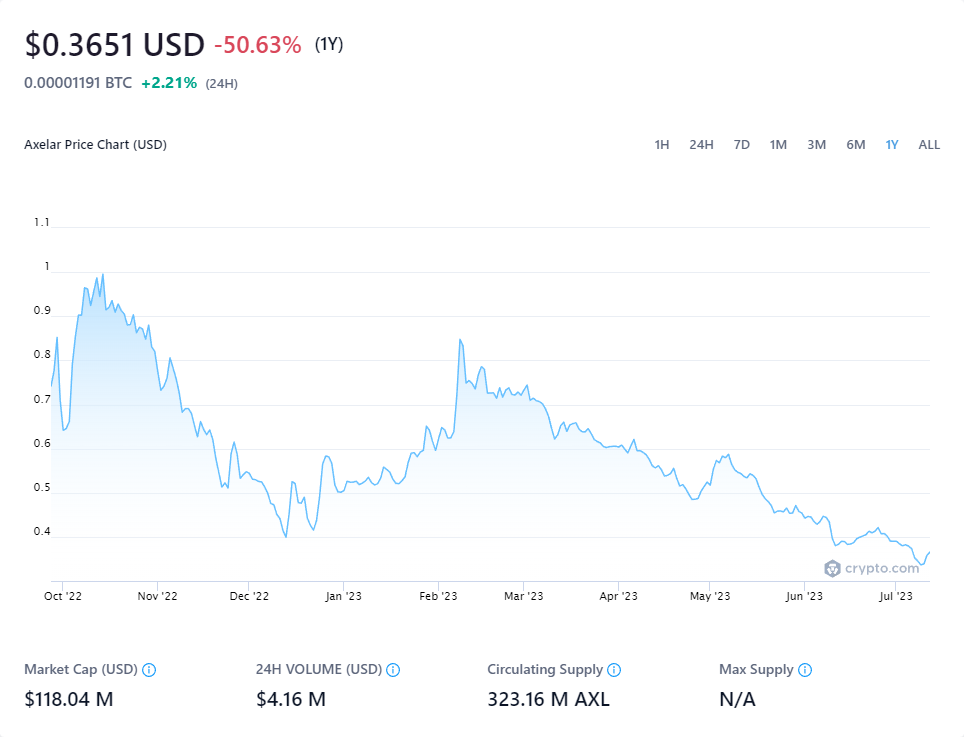 $0.3651 USD -50.63% (1Y)
0.00001191 BTC +2.21% (24H)
Axelar Price Chart (USD) 1H 24H 7D 1M 3M 6M 1Y ALL
1.1
1
0.9
0.8
0.7
0.6
0.5
0.4
crypto.com
Oct '22 Nov '22 Dec '22 Jan '23 Feb '23 Mar '23 Apr '23 May '23 Jun '23 Jul '23
Market Cap (USD) 24H VOLUME (USD) Circulating Supply Max Supply
$118.04 M $4.16 M 323.16 M AXL N/A